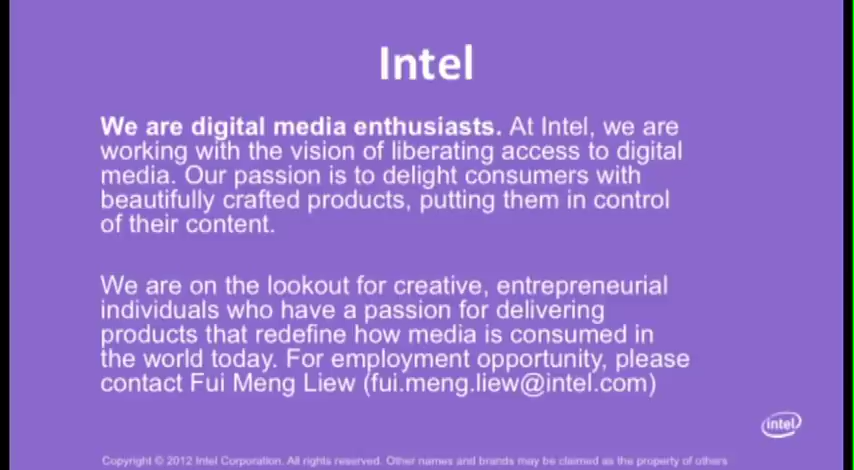 Intel
We are digital media enthusiasts. At Intel, we are
working with the vision of liberating access to digital
media. Our passion is to delight consumers with
beautifully crafted products, putting them in control
of their content.
We are on the lookout for creative, entrepreneurial
individuals who have a passion for delivering
products that redefine how media is consumed in
the world today. For employment opportunity, please
contact Fui Meng Liew (fui.meng.liew@intel.com)
intel
Copyright © 2012 Intel Corporation. All rights reserved. Other names and brands may be claimed as the property of others